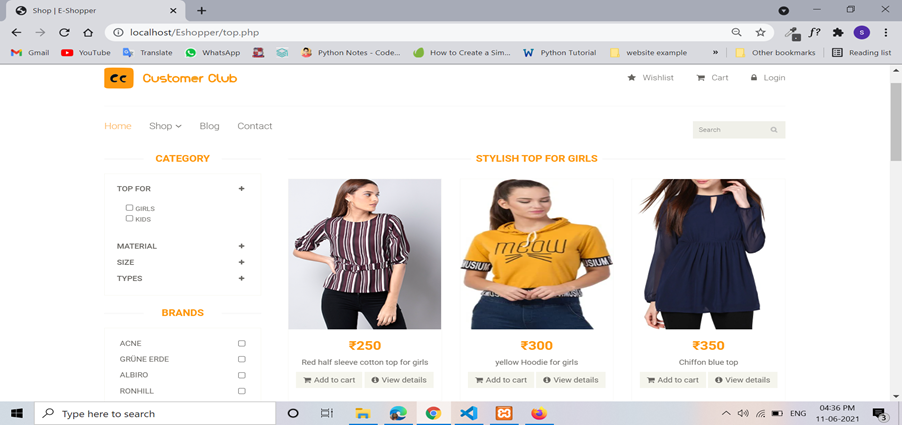 Shop | E-Shopper
localhost/Eshopper/top.php
Gmail YouTube Translate WhatsApp Python Notes - Code... How to Create a Sim... Python Tutorial website example » Other bookmarks Reading list
S
CC Customer Club
Wishlist Cart Login
Home Shop Blog Contact
Search
CATEGORY
TOP FOR +
GIRLS
KIDS
MATERIAL +
SIZE +
TYPES +
BRANDS
ACNE
GRÜNE ERDE
ALBIRO
RONHILL
STYLISH TOP FOR GIRLS
meow
USIUM
USIUM
₹250
Red half sleeve cotton top for girls
Add to cart View details
₹300
yellow Hoodie for girls
Add to cart View details
₹350
Chiffon blue top
Add to cart View details
Type here to search
ENG
04:36 PM
11-06-2021
3